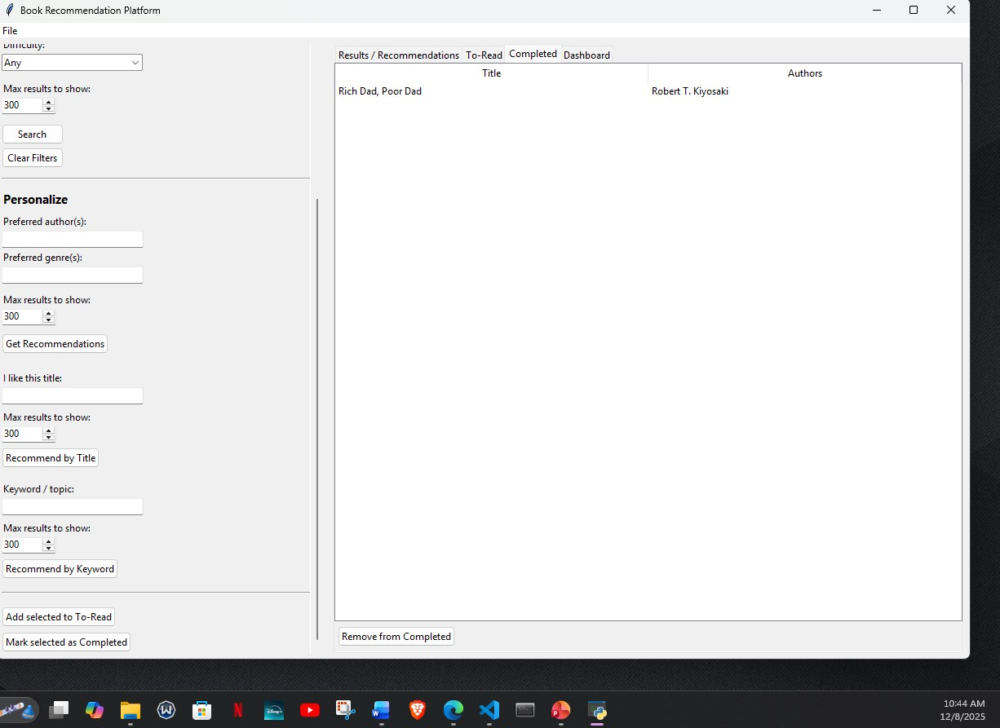 Book Recommendation Platform
File
Difficulty:
Any
Max results to show:
300
Search
Clear Filters
Personalize
Preferred author(s):
Preferred genre(s):
Max results to show:
300
Get Recommendations
I like this title:
Max results to show:
300
Recommend by Title
Keyword / topic:
Max results to show:
300
Recommend by Keyword
Add selected to To-Read
Mark selected as Completed
Results / Recommendations To-Read Completed Dashboard
Title Authors
Rich Dad, Poor Dad Robert T. Kiyosaki
Remove from Completed
10:44 AM
12/8/2025